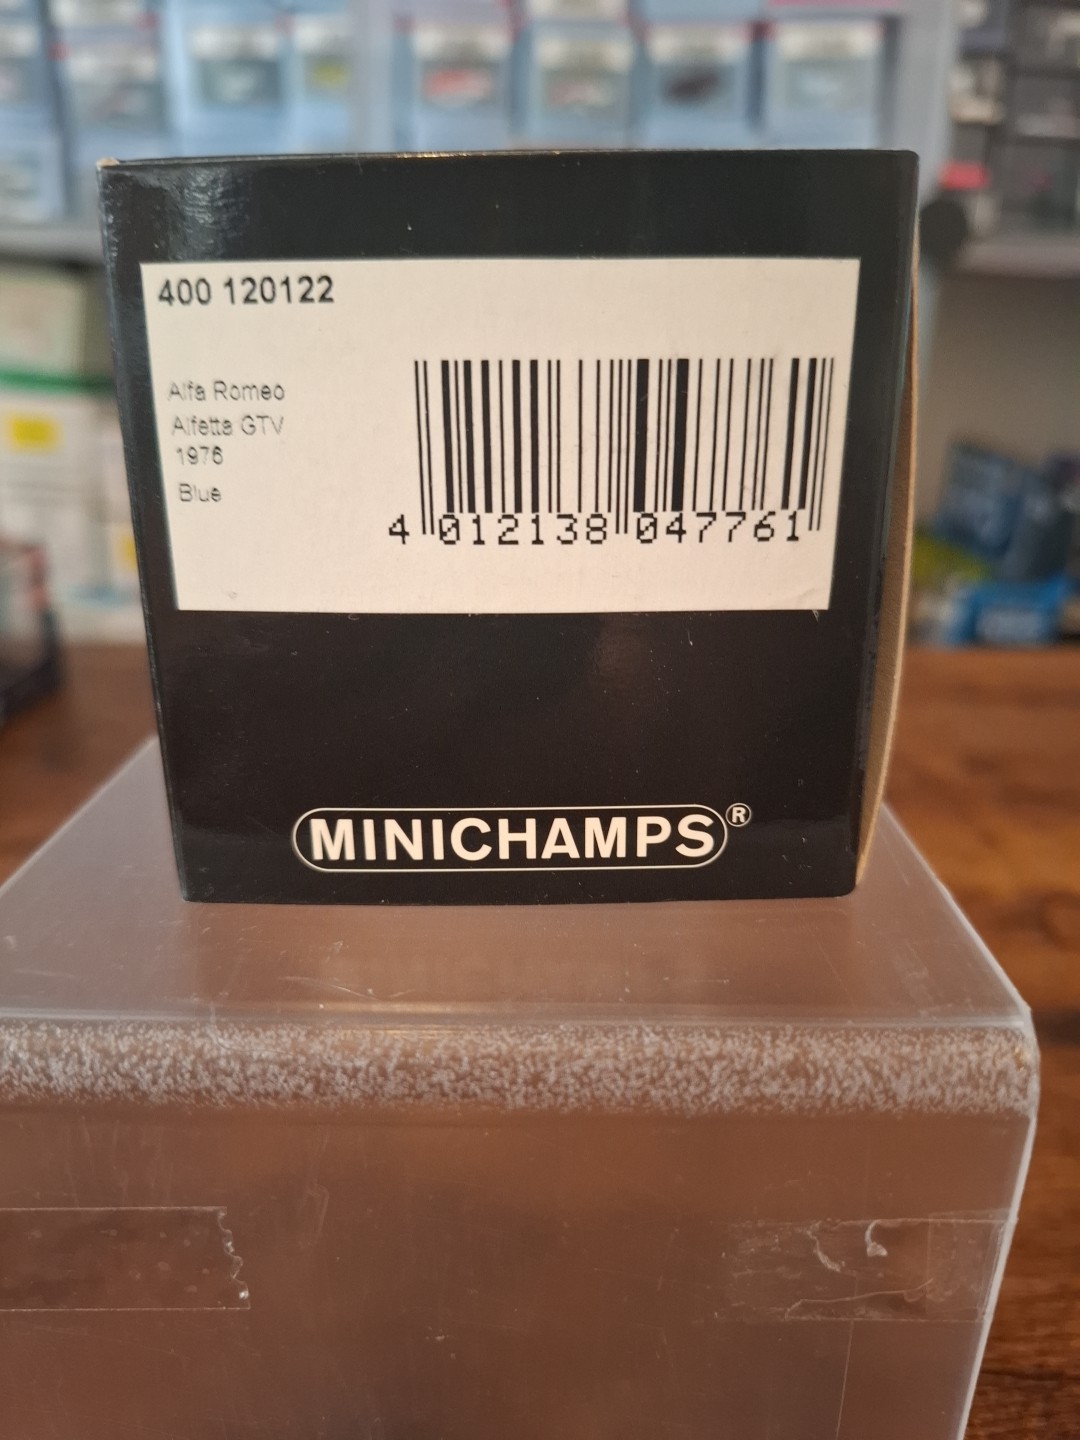 400 120122
Alfa Romeo
Alfetta GTV
1976
Blue
4 012138 047761
MINICHAMPS®